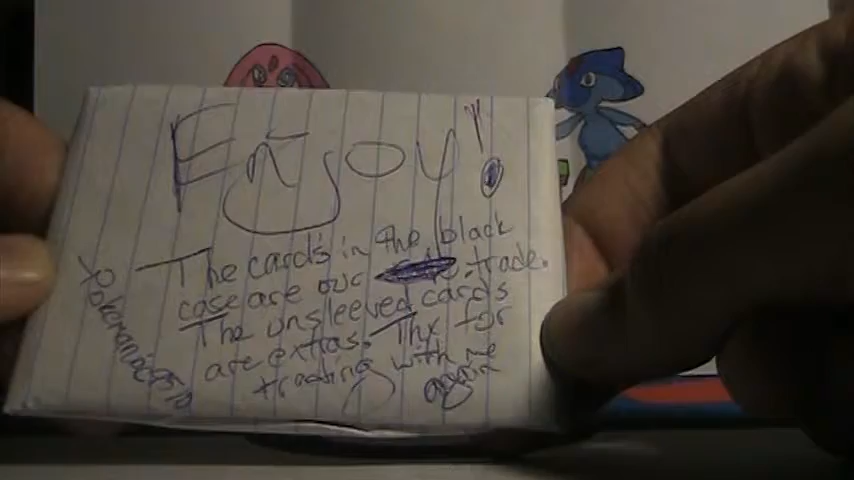 Enjoy!
The cards in the black
case are our trade.
The unsleeved cards
are extras. Thx for
trading with me
again